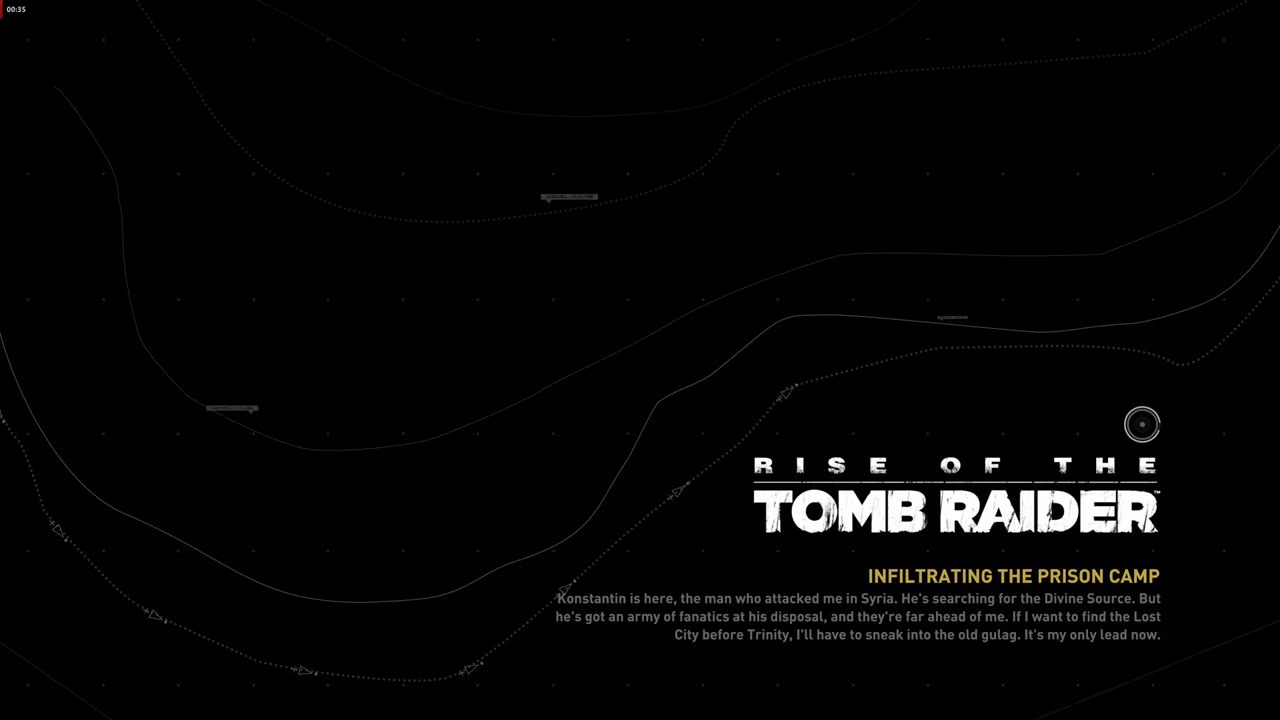 00:35
RISE OF THE
TOMB RAIDER™
INFILTRATING THE PRISON CAMP
Konstantin is here, the man who attacked me in Syria. He's searching for the Divine Source. But
he's got an army of fanatics at his disposal, and they're far ahead of me. If I want to find the Lost
City before Trinity, I'll have to sneak into the old gulag. It's my only lead now.